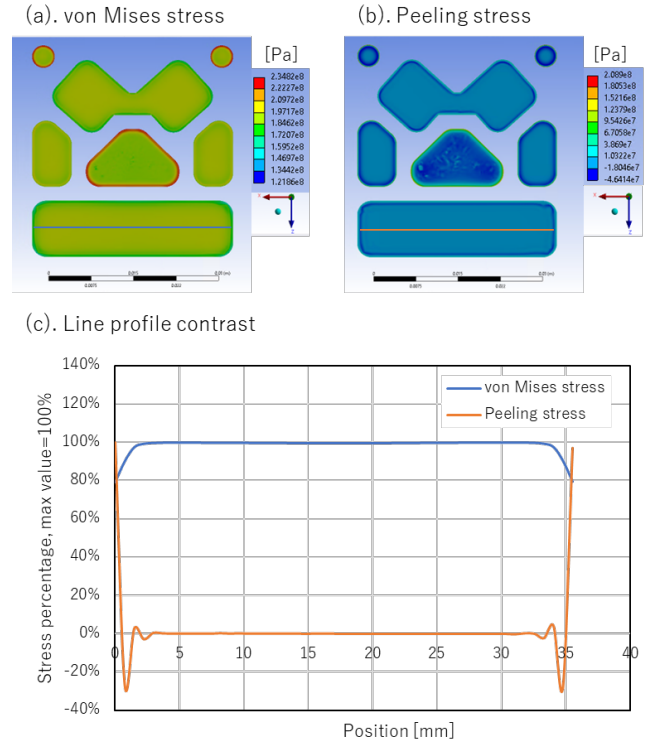 (a). von Mises stress
(b). Peeling stress
[Pa]
2.3482e8
2.2227e8
2.0972e8
1.9717e8
1.8462e8
1.7207e8
1.5952e8
1.4697e8
1.3442e8
1.2186e8
[Pa]
2.089e8
1.8053e8
1.5216e8
1.2379e8
9.5426e7
6.7058e7
3.869e7
1.0322e7
-1.8046e7
-4.6414e7
(c). Line profile contrast
140%
120%
100%
80%
60%
40%
20%
0%
-20%
-40%
von Mises stress
Peeling stress
0 5 10 15 20 25 30 35 40
Stress percentage, max value=100%
Position [mm]